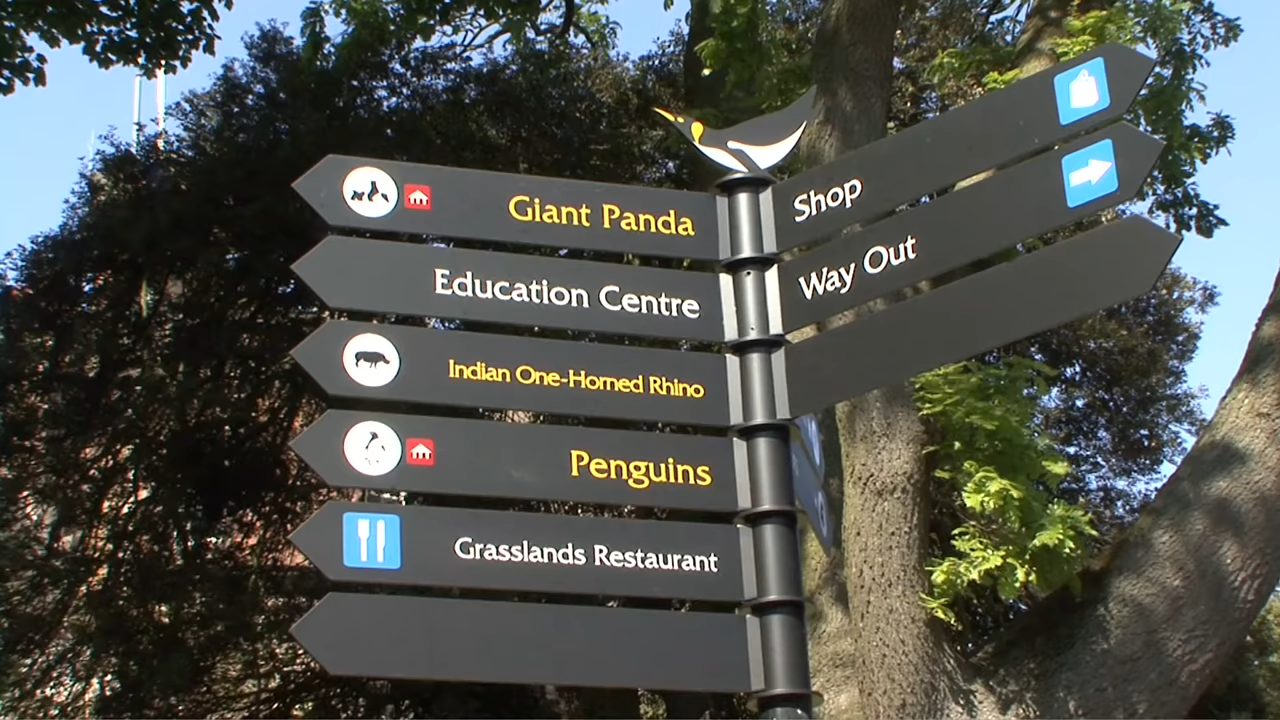 Giant Panda
Education Centre
Indian One-Horned Rhino
Penguins
Grasslands Restaurant
Shop
Way Out